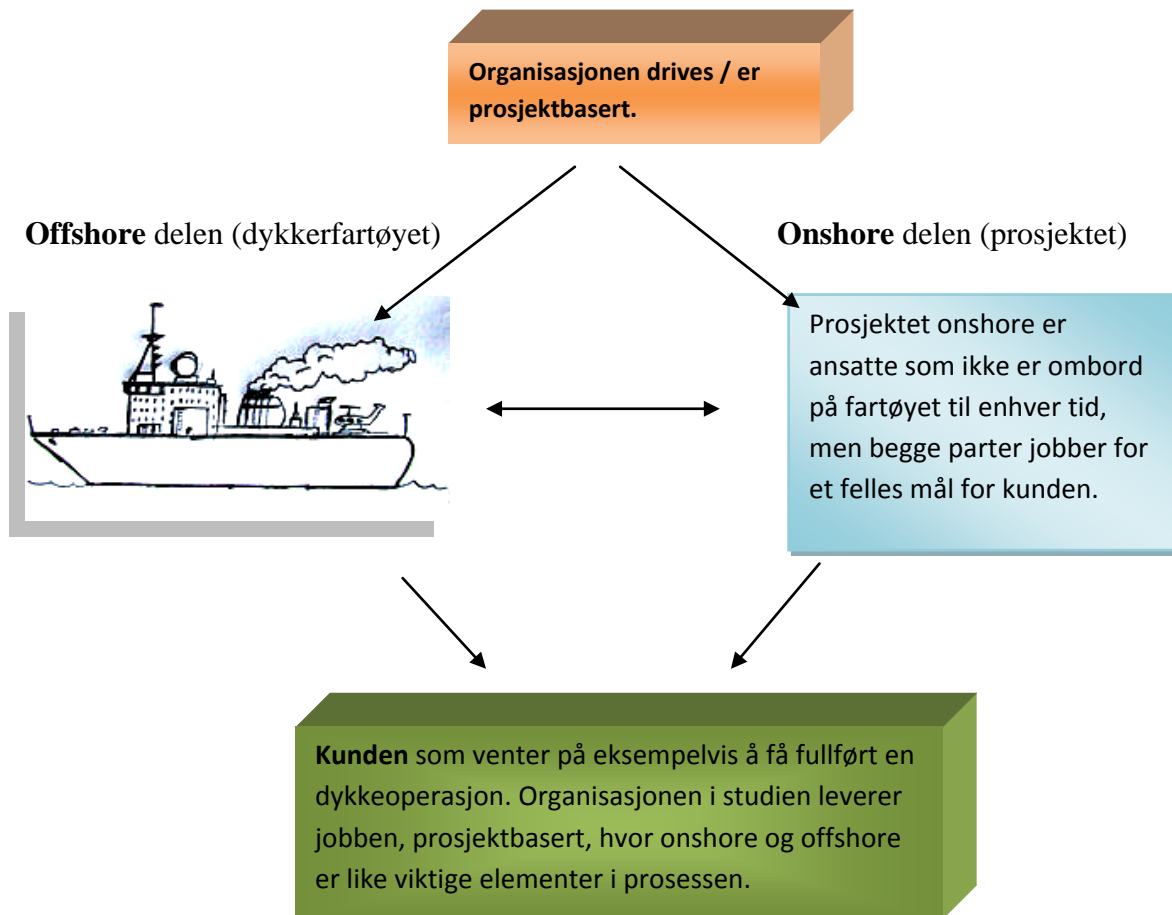 Organisasjonen drives / er
prosjektbasert.
Offshore delen (dykkerfartøyet)
Onshore delen (prosjektet)
Prosjektet onshore er
ansatte som ikke er ombord
på fartøyet til enhver tid,
men begge parter jobber for
et felles mål for kunden.
Kunden som venter på eksempelvis å få fullført en
dykkeoperasjon. Organisasjonen i studien leverer
jobben, prosjektbasert, hvor onshore og offshore
er like viktige elementer i prosessen.